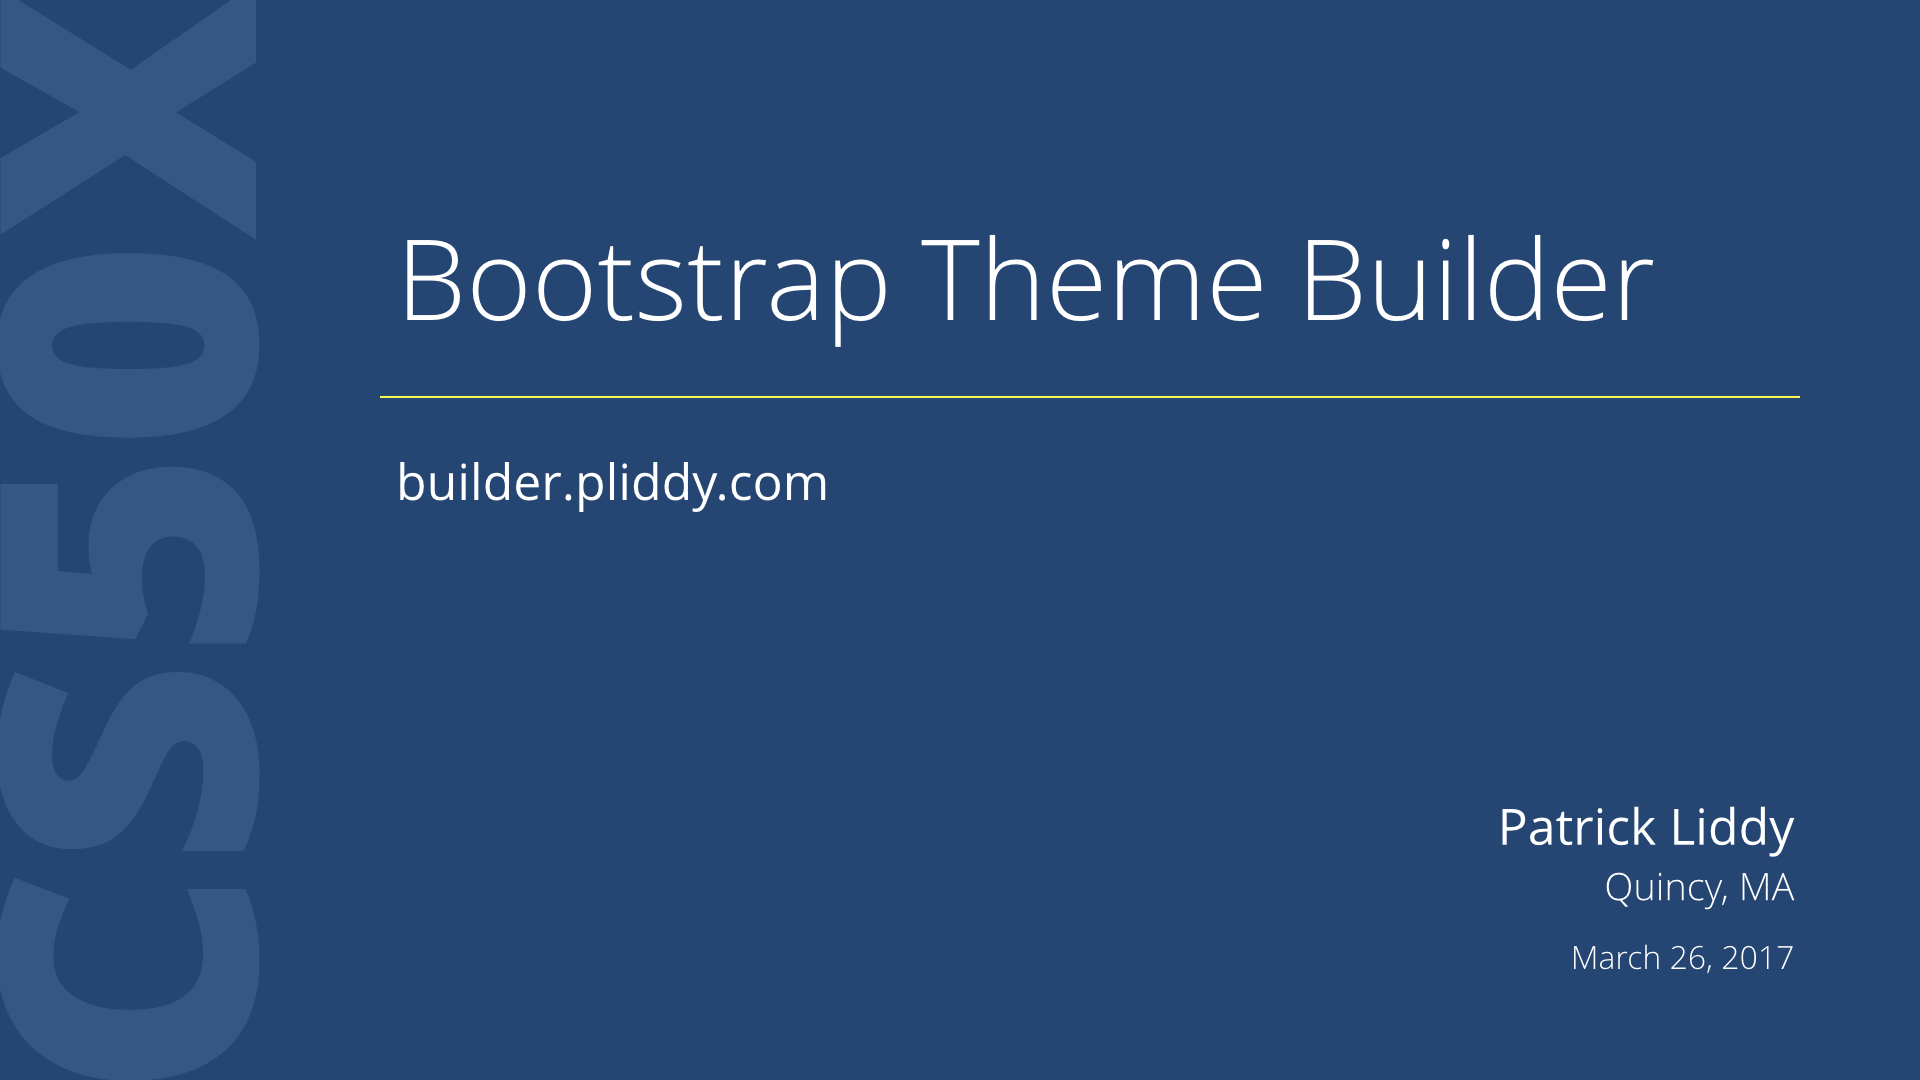 CS50X
Bootstrap Theme Builder
builder.pliddy.com
Patrick Liddy
Quincy, MA
March 26, 2017